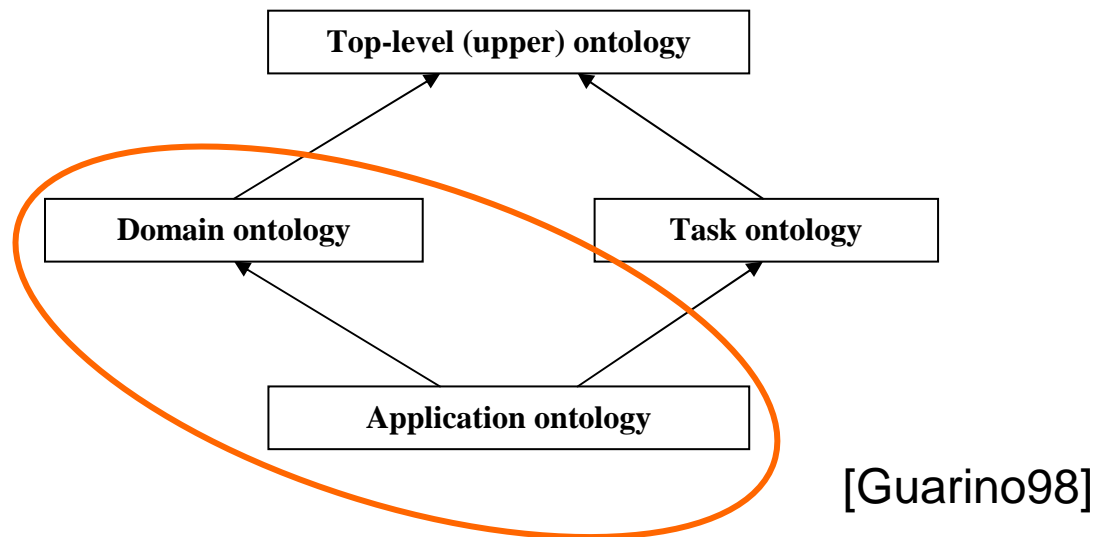 Top-level (upper) ontology
Domain ontology
Task ontology
Application ontology
[Guarino98]